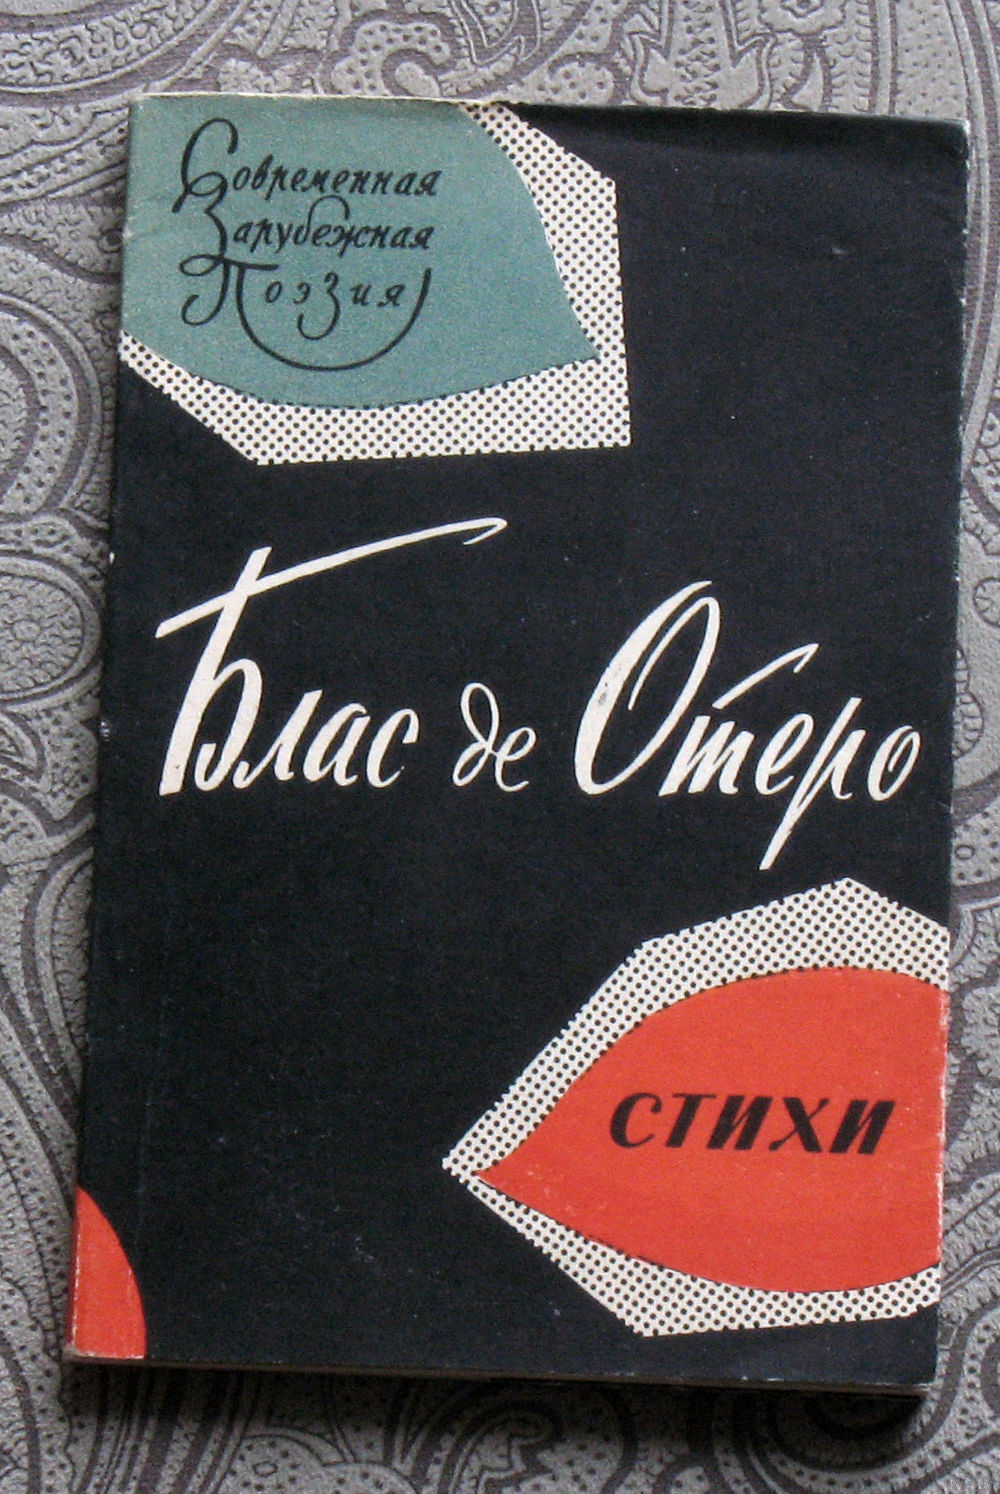 Современная
Зарубежная
Поэзия
Блас де Отеро
СТИХИ